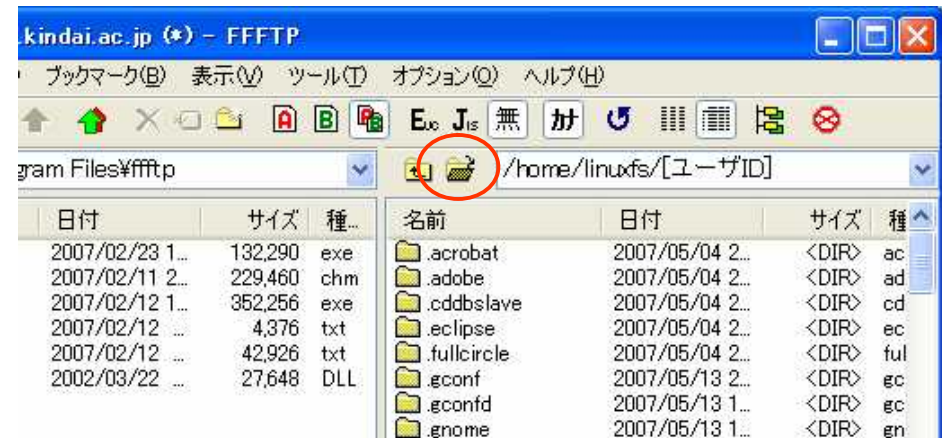 .kindai.ac.jp (*) - FFFTP
ブックマーク(B) 表示(V) ツール(T) オプション(O) ヘルプ(H)
A B Euc Jis 無 カナ
gram Files¥ffftp
/home/linuxfs/[ユーザID]
日付 サイズ 種...
2007/02/23 1... 132,290 exe
2007/02/11 2... 229,460 chm
2007/02/12 1... 352,256 exe
2007/02/12 ... 4,376 txt
2007/02/12 ... 42,926 txt
2002/03/22 ... 27,648 DLL
名前 日付 サイズ 種
.acrobat 2007/05/04 2... <DIR> ac
.adobe 2007/05/04 2... <DIR> ad
.cddbslave 2007/05/04 2... <DIR> cd
.eclipse 2007/05/04 2... <DIR> ec
.fullcircle 2007/05/04 2... <DIR> ful
.gconf 2007/05/13 2... <DIR> gc
.gconfd 2007/05/13 1... <DIR> gc
.gnome 2007/05/13 1... <DIR> gn